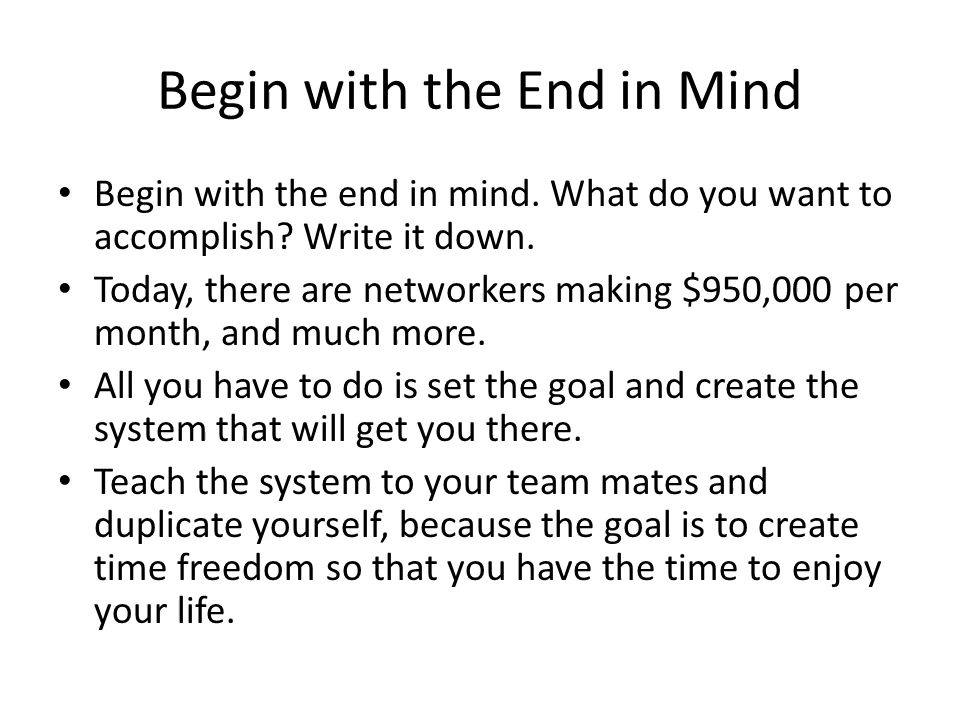 Begin with the End in Mind
• Begin with the end in mind. What do you want to
accomplish? Write it down.
• Today, there are networkers making $950,000 per
month, and much more.
• All you have to do is set the goal and create the
system that will get you there.
• Teach the system to your team mates and
duplicate yourself, because the goal is to create
time freedom so that you have the time to enjoy
your life.